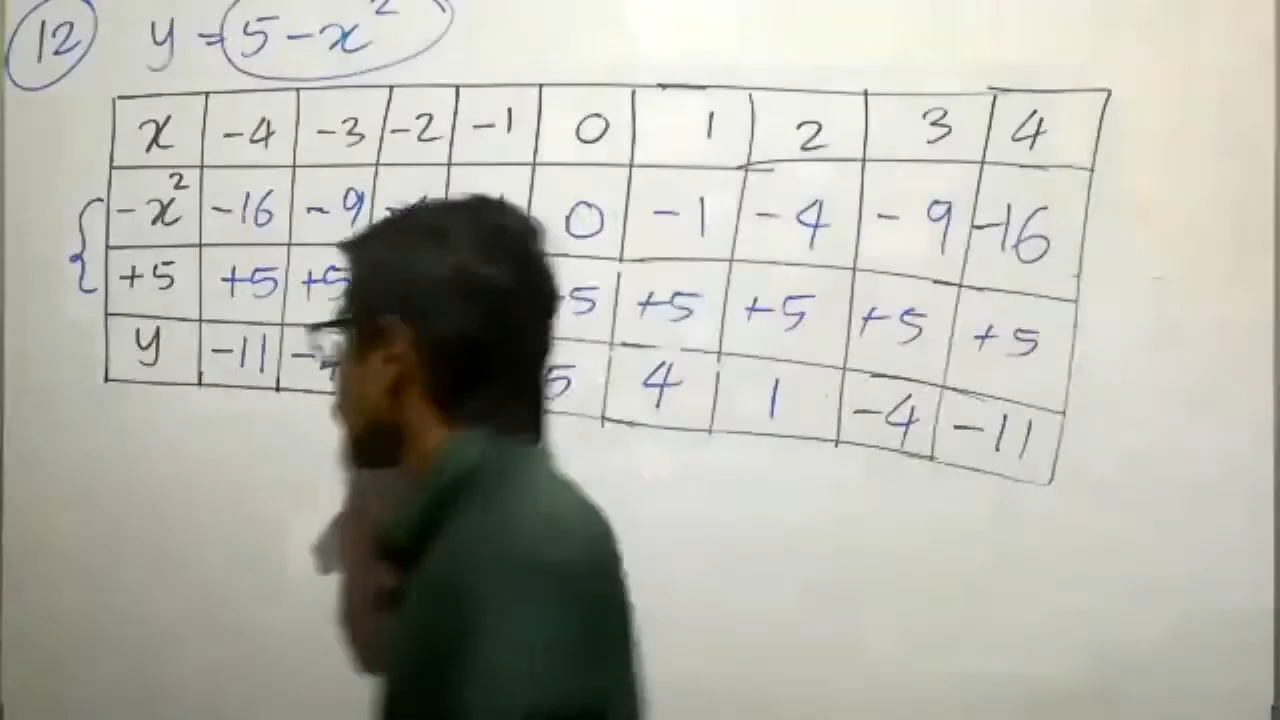 12 y = 5 - x²
x -4 -3 -2 -1 0 1 2 3 4
-x² -16 -9 0 -1 -4 -9 -16
+5 +5 +5 +5 +5 +5 +5
y -11 5 4 1 -4 -11